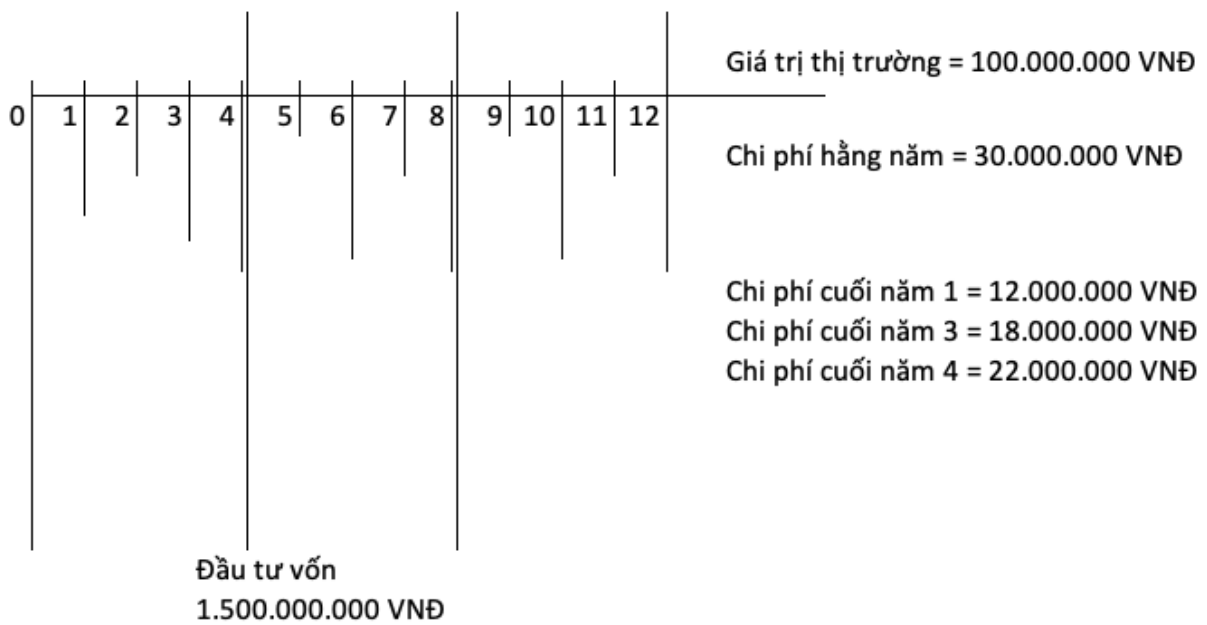 Giá trị thị trường = 100.000.000 VNĐ
0 1 2 3 4 5 6 7 8 9 10 11 12
Chi phí hằng năm = 30.000.000 VNĐ
Chi phí cuối năm 1 = 12.000.000 VNĐ
Chi phí cuối năm 3 = 18.000.000 VNĐ
Chi phí cuối năm 4 = 22.000.000 VNĐ
Đầu tư vốn
1.500.000.000 VNĐ